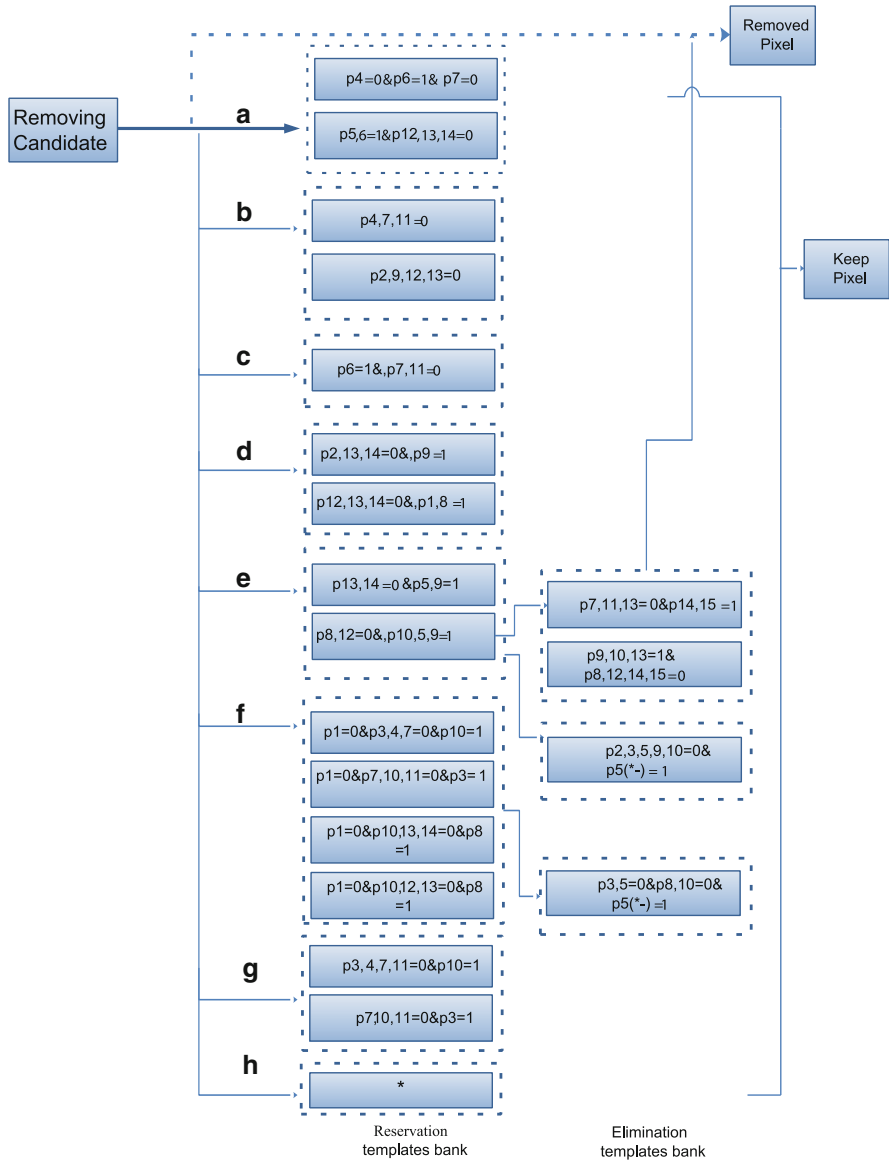 Removed
Pixel
p4=0&p6=1& p7=0
Removing
Candidate
a
p5,6=1&p12,13,14=0
b
p4,7,11=0
p2,9,12,13=0
Keep
Pixel
c
p6=1&,p7,11=0
d
p2,13,14=0&,p9=1
p12,13,14=0&,p1,8 =1
e
p13,14=0&p5,9=1
p8,12=0&,p10,5,9=1
p7,11,13=0&p14,15 =1
p9,10,13=1&
p8,12,14,15=0
f
p1=0&p3,4,7=0&p10=1
p1=0&p7,10,11=0&p3=1
p2,3,5,9,10=0&
p5(*-) = 1
p1=0&p10,13,14=0&p8
=1
p1=0&p10,12,13=0&p8
=1
p3,5=0&p8,10=0&
p5(*-) =1
g
p3,4,7,11=0&p10=1
p7,10,11=0&p3=1
h
*
Reservation
templates bank
Elimination
templates bank